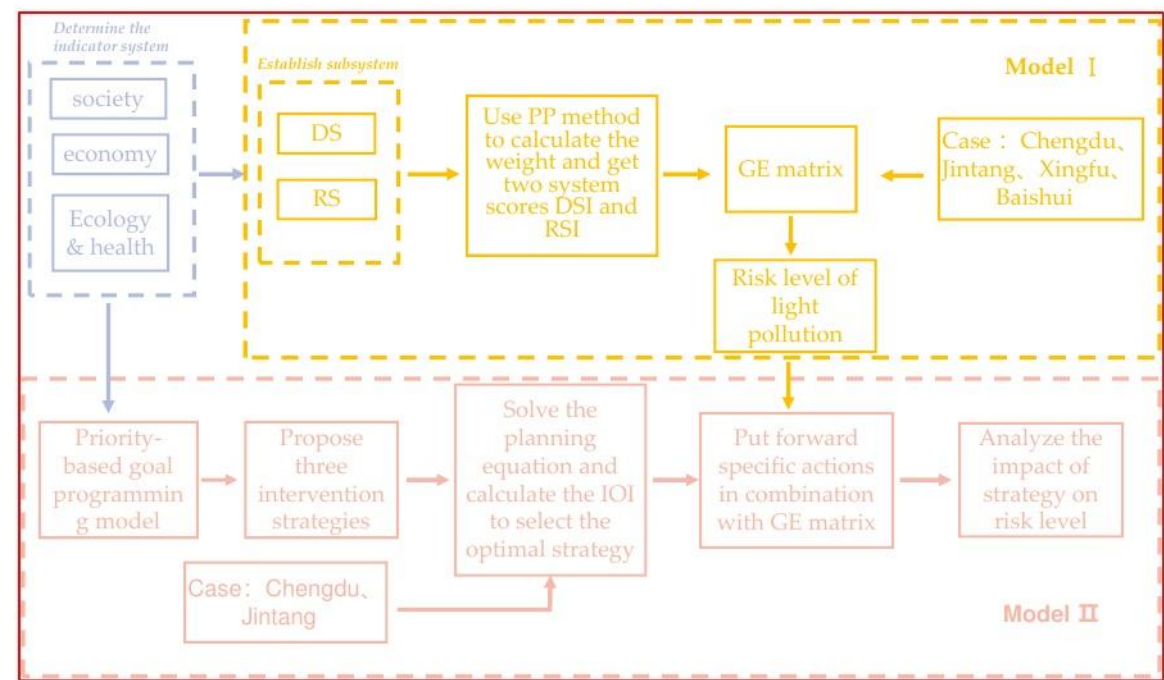 Determine the
indicator system
society
economy
Ecology
& health
Establish subsystem
DS
RS
Use PP method
to calculate the
weight and get
two system
scores DSI and
RSI
GE matrix
Model Ⅰ
Case： Chengdu、
Jintang、Xingfu、
Baishui
Risk level of
light
pollution
Priority-
based goal
programmin
g model
Propose
three
intervention
strategies
Solve the
planning
equation and
calculate the IOI
to select the
optimal strategy
Put forward
specific actions
in combination
with GE matrix
Analyze the
impact of
strategy on
risk level
Case：Chengdu、
Jintang
Model Ⅱ